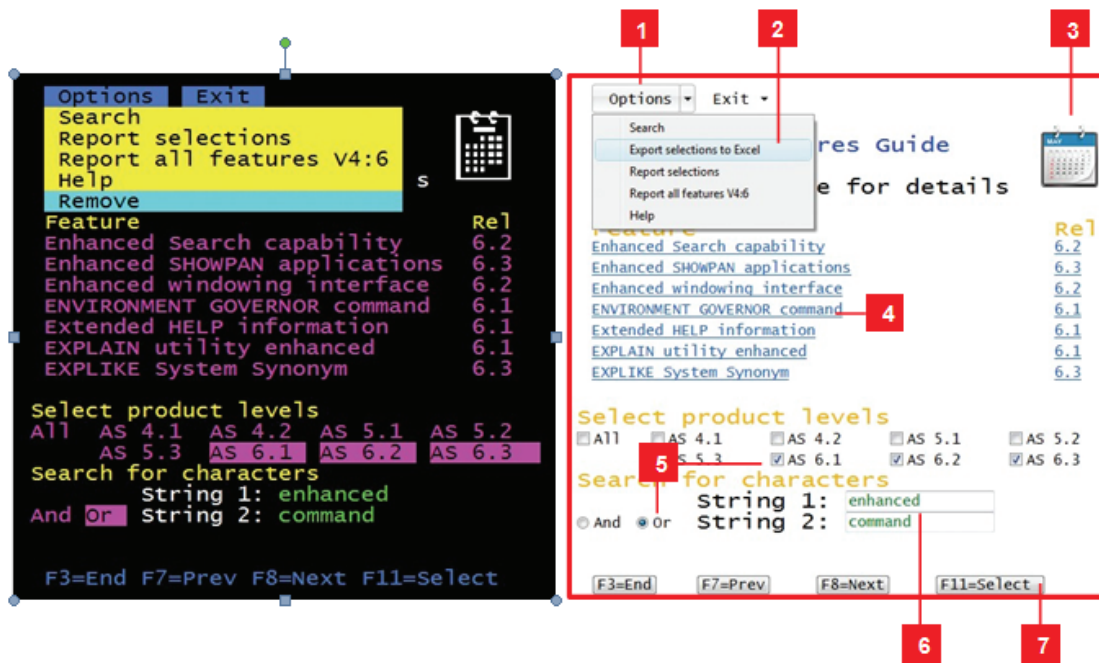 1
2
3
Options Exit
Search
Report selections
Report all features V4:6
Help
s
Remove
Feature Rel
Enhanced Search capability 6.2
Enhanced SHOWPAN applications 6.3
Enhanced windowing interface 6.2
ENVIRONMENT GOVERNOR command 6.1
Extended HELP information 6.1
EXPLAIN utility enhanced 6.1
EXPLIKE System Synonym 6.3
Select product levels
All AS 4.1 AS 4.2 AS 5.1 AS 5.2
AS 5.3 AS 6.1 AS 6.2 AS 6.3
Search for characters
String 1: enhanced
And Or String 2: command
F3=End F7=Prev F8=Next F11=Select
Options Exit
Search
Export selections to Excel
Report selections
Report all features V4:6
Help
res Guide
e for details
MAY
Feature Rel
Enhanced Search capability 6.2
Enhanced SHOWPAN applications 6.3
Enhanced windowing interface 6.2
ENVIRONMENT GOVERNOR command 6.1
4
Extended HELP information 6.1
EXPLAIN utility enhanced 6.1
EXPLIKE System Synonym 6.3
Select product levels
All AS 4.1 AS 4.2 AS 5.1 AS 5.2
5
S 5.3 AS 6.1 AS 6.2 AS 6.3
Search for characters
String 1: enhanced
And Or String 2: command
F3=End F7=Prev F8=Next F11=Select
6
7